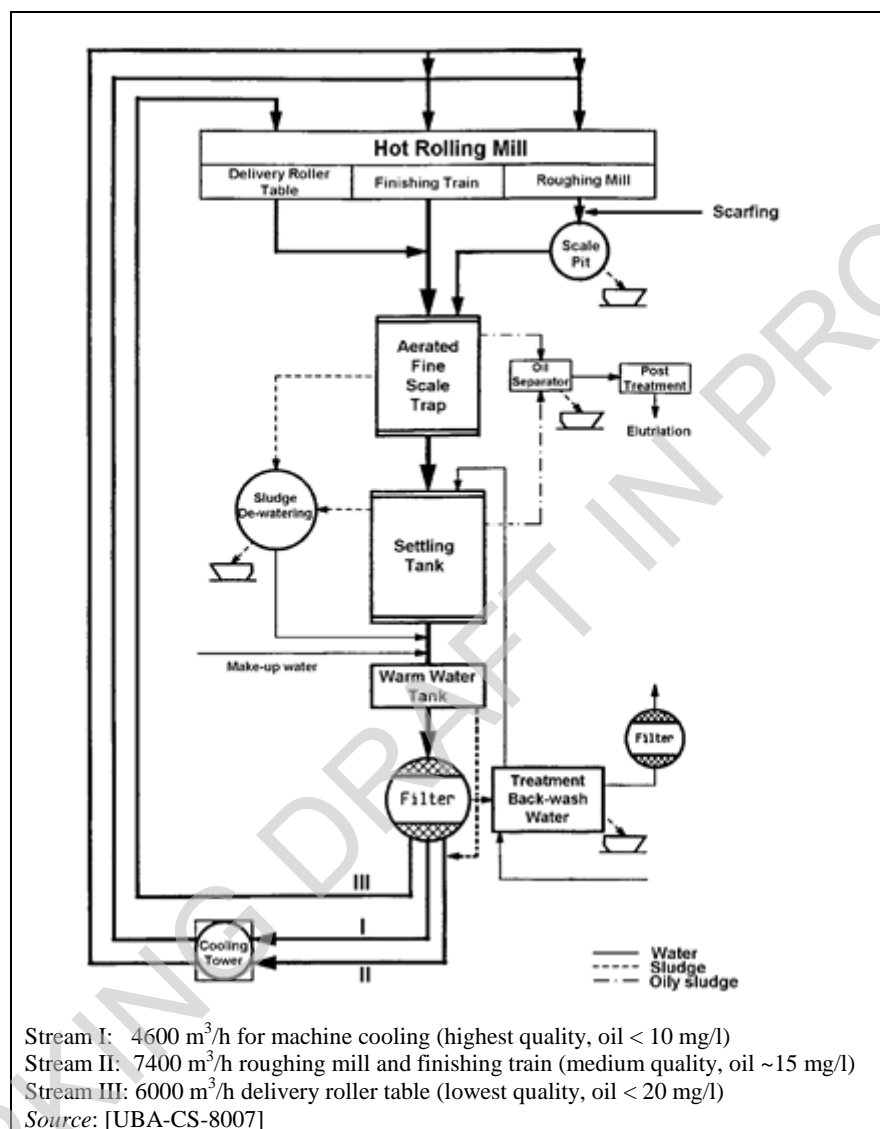 Hot Rolling Mill
Delivery Roller
Table
Finishing Train
Roughing Mill
Scarfing
Scale
Pit
Aerated
Fine
Scale
Trap
Oil
Separator
Post
Treatment
Elutriation
Sludge
De-watering
Settling
Tank
Make-up water
Warm Water
Tank
Filter
Treatment
Back-wash
Water
Filter
III
I
Cooling
Tower
II
Water
Sludge
Oily sludge
Stream I: 4600 m³/h for machine cooling (highest quality, oil < 10 mg/l)
Stream II: 7400 m³/h roughing mill and finishing train (medium quality, oil ~15 mg/l)
Stream III: 6000 m³/h delivery roller table (lowest quality, oil < 20 mg/l)
Source: [UBA-CS-8007]
WORKING DRAFT IN PRO